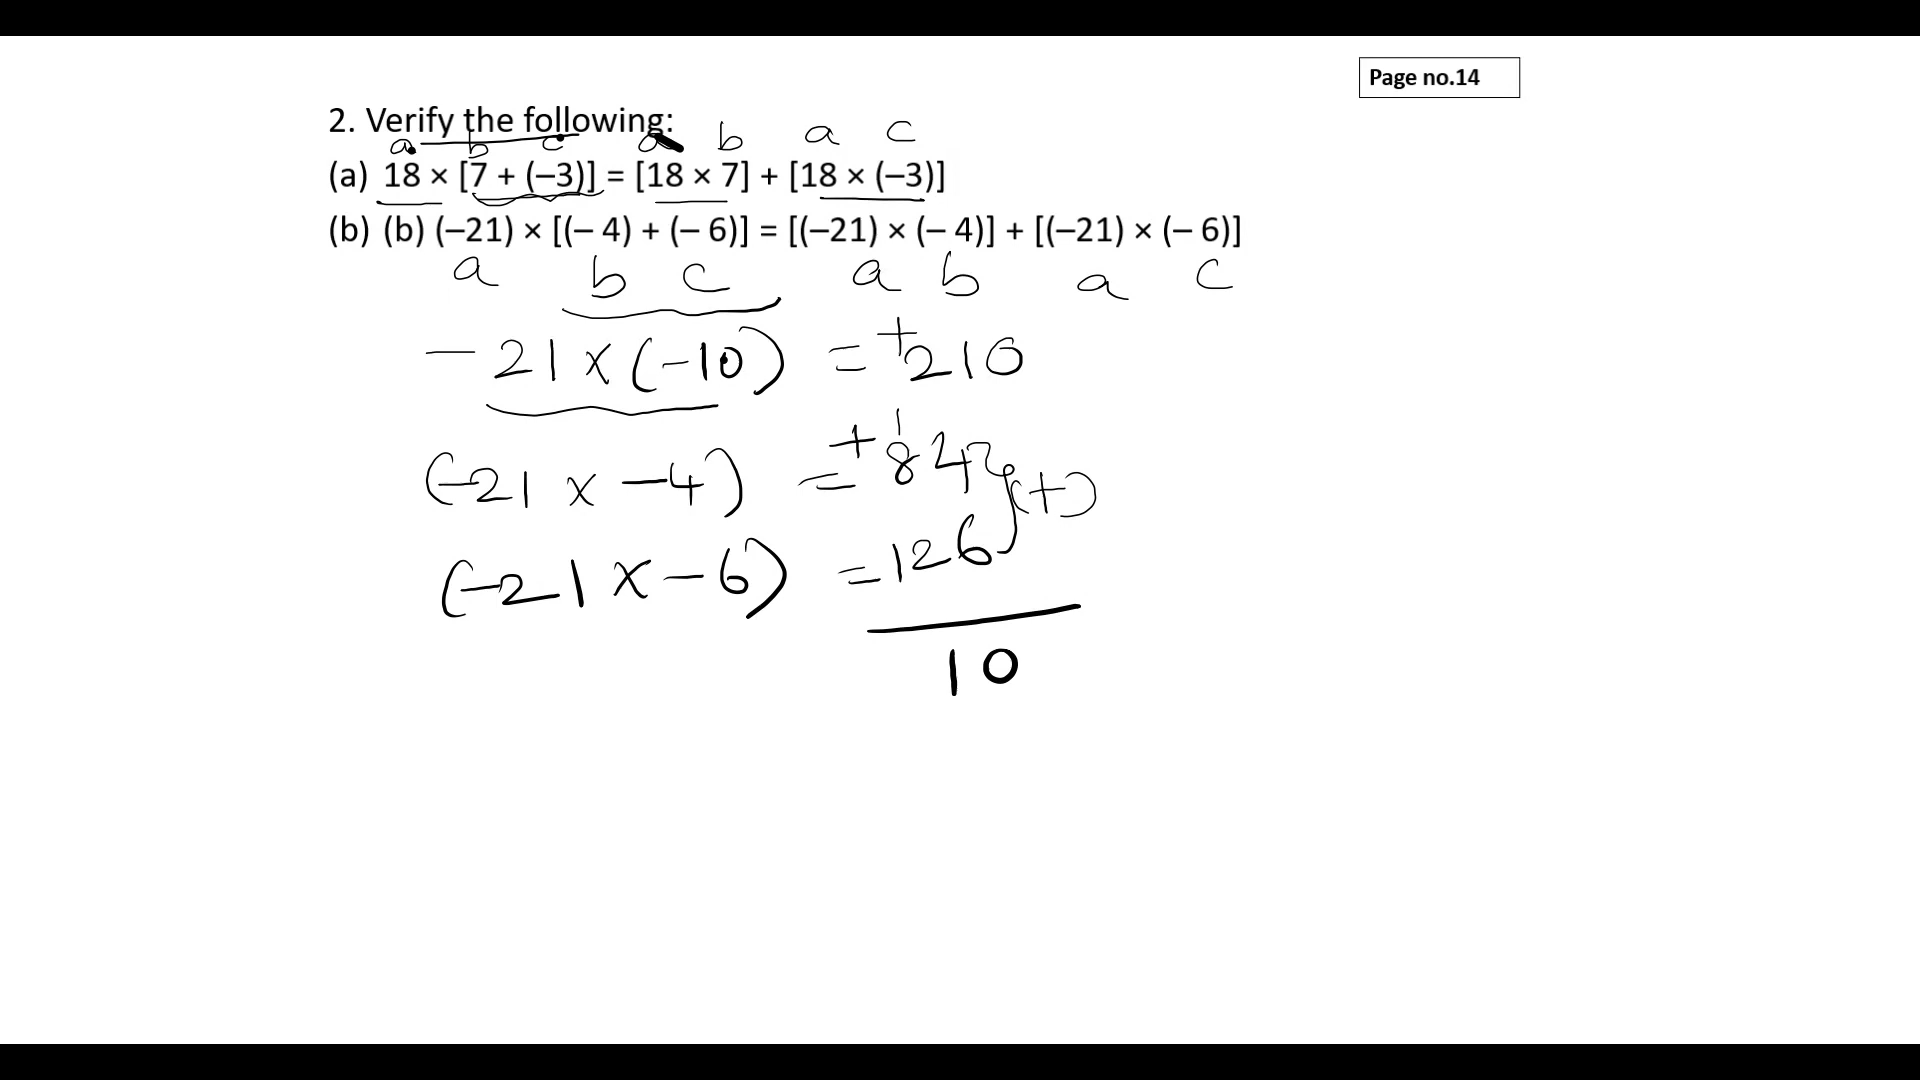 Page no.14
2. Verify the following:
a b c a b a c
(a) 18 × [7 + (–3)] = [18 × 7] + [18 × (–3)]
(b) (b) (–21) × [(– 4) + (– 6)] = [(–21) × (– 4)] + [(–21) × (– 6)]
a b c a b a c
- 21 x (-10) = +210
1
(-21 x -4) = +84 (+)
(-21 x -6) = 126
10